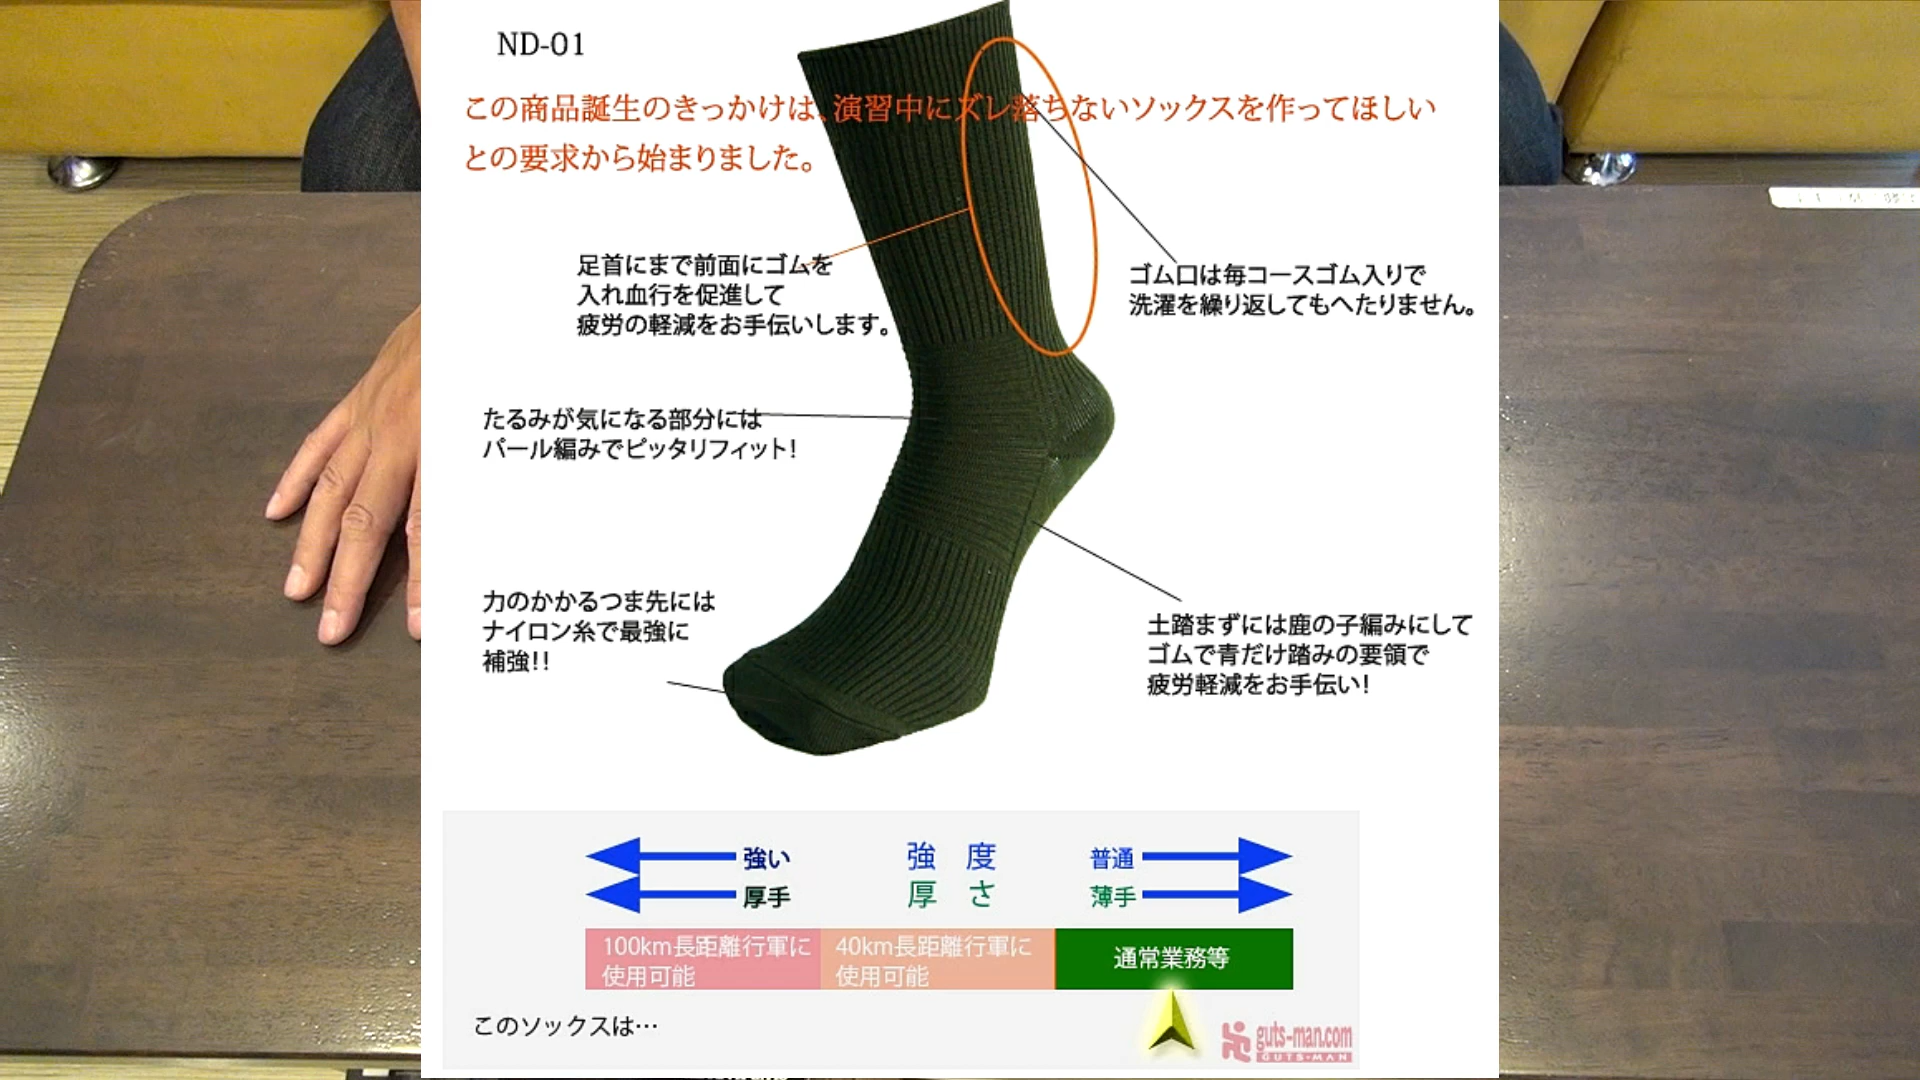 ND-01
この商品誕生のきっかけは、演習中にズレ落ちないソックスを作ってほしい
との要求から始まりました。
足首にまで前面にゴムを
入れ血行を促進して
疲労の軽減をお手伝いします。
ゴム口は毎コースゴム入りで
洗濯を繰り返してもへたりません。
たるみが気になる部分には
パール編みでピッタリフィット!
力のかかるつま先には
ナイロン糸で最強に
補強!!
土踏まずには鹿の子編みにして
ゴムで青だけ踏みの要領で
疲労軽減をお手伝い!
強い 強 度 普通
厚手 厚 さ 薄手
100km長距離行軍に
使用可能
40km長距離行軍に
使用可能
通常業務等
このソックスは…
guts-man.com
GUTS-MAN